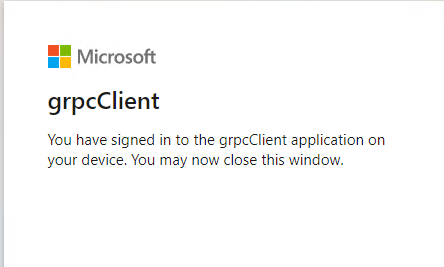 Microsoft
grpcClient
You have signed in to the grpcClient application on
your device. You may now close this window.